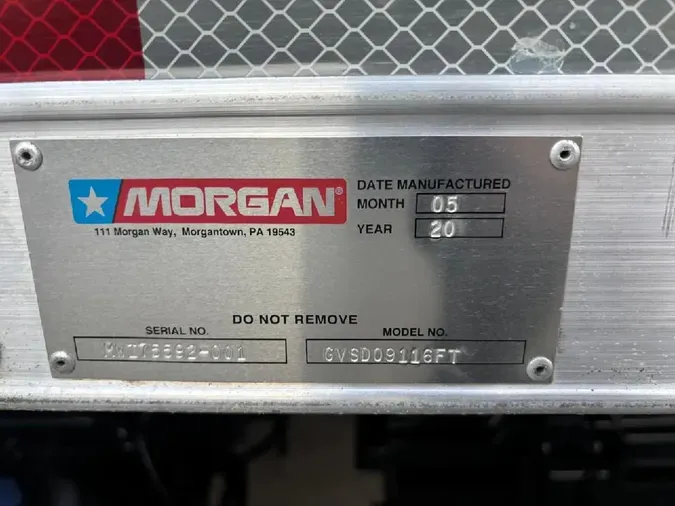 MORGAN®
111 Morgan Way, Morgantown, PA 19543
DATE MANUFACTURED
MONTH 05
YEAR 20
DO NOT REMOVE
SERIAL NO.
MODEL NO.
GVSD09116FT